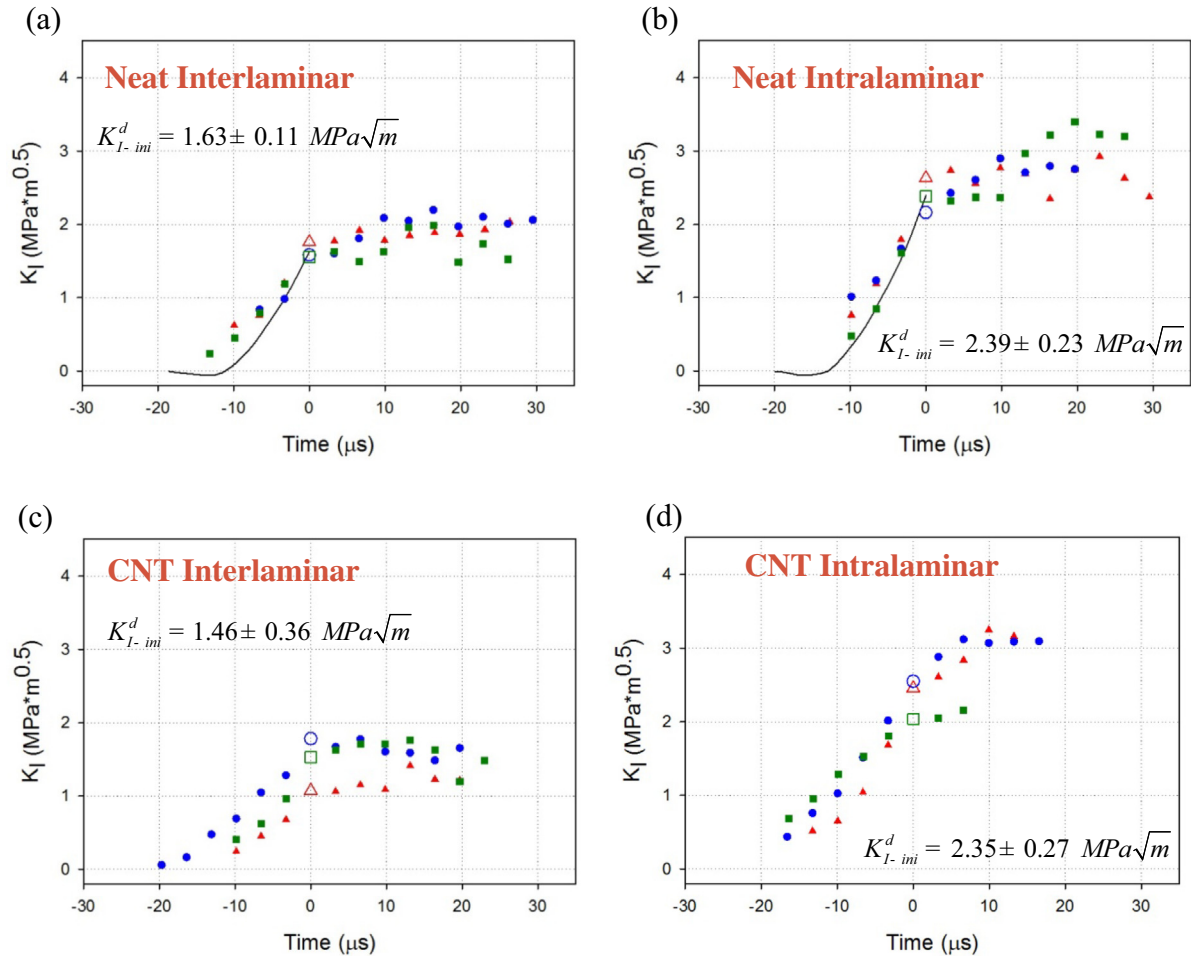 (a)
Neat Interlaminar
K^d_{I- ini} = 1.63± 0.11 MPa√m
K_I (MPa*m^0.5)
4
3
2
1
0
-30 -20 -10 0 10 20 30
Time (μs)
(b)
Neat Intralaminar
K^d_{I- ini} = 2.39± 0.23 MPa√m
K_I (MPa*m^0.5)
4
3
2
1
0
-30 -20 -10 0 10 20 30
Time (μs)
(c)
CNT Interlaminar
K^d_{I- ini} = 1.46± 0.36 MPa√m
K_I (MPa*m^0.5)
4
3
2
1
0
-30 -20 -10 0 10 20 30
Time (μs)
(d)
CNT Intralaminar
K^d_{I- ini} = 2.35± 0.27 MPa√m
K_I (MPa*m^0.5)
4
3
2
1
0
-30 -20 -10 0 10 20 30
Time (μs)